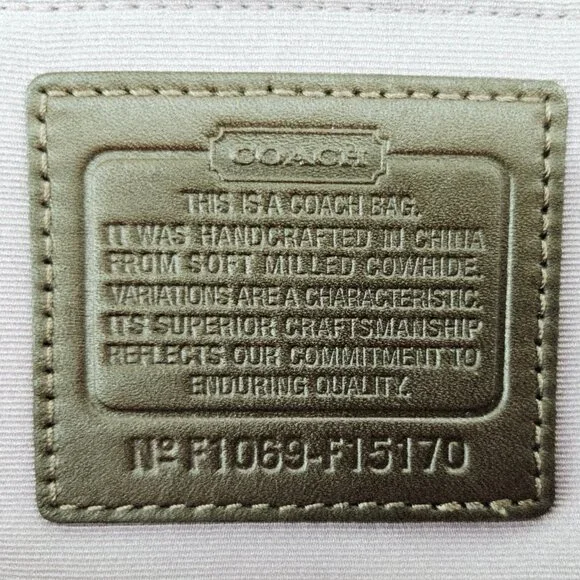 COACH
THIS IS A COACH BAG.
IT WAS HANDCRAFTED IN CHINA
FROM SOFT MILLED COWHIDE.
VARIATIONS ARE A CHARACTERISTIC.
ITS SUPERIOR CRAFTSMANSHIP
REFLECTS OUR COMMITMENT TO
ENDURING QUALITY.
Nº F1069-F15170